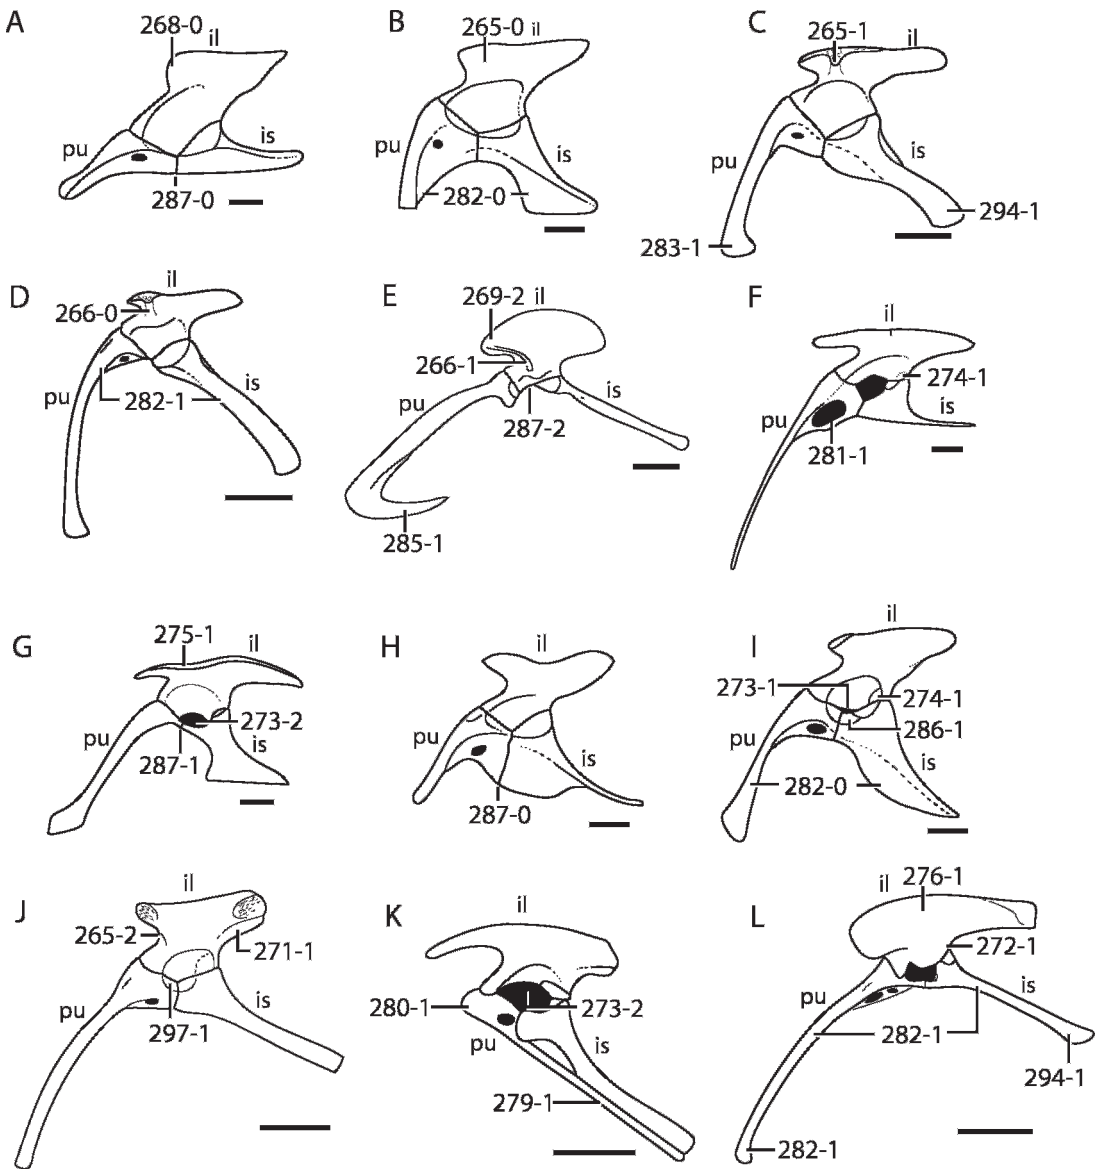 A
268-0
il
pu
is
287-0
B
265-0 il
pu
is
282-0
C
265-1
il
pu
is
283-1
294-1
D
il
266-0
pu
is
282-1
E
269-2 il
266-1
pu
is
287-2
285-1
F
il
274-1
pu
is
281-1
G
275-1
il
273-2
pu
is
287-1
H
il
pu
is
287-0
I
il
273-1
274-1
286-1
pu
is
282-0
J
il
265-2
271-1
pu
is
297-1
K
il
280-1
273-2
pu
is
279-1
L
il 276-1
272-1
pu
is
282-1
294-1
282-1